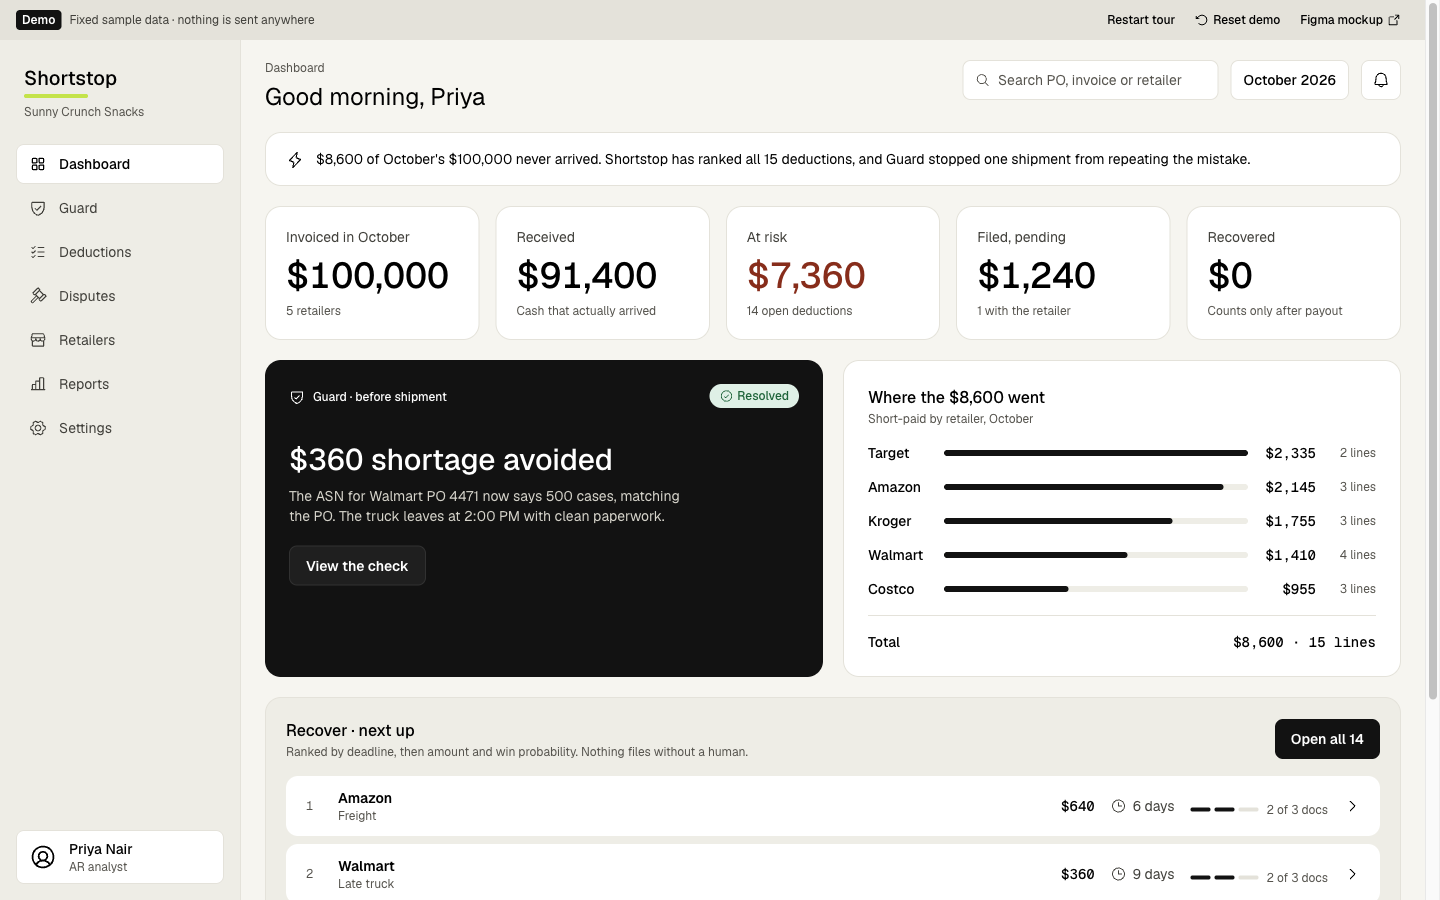 Demo
Fixed sample data · nothing is sent anywhere
Restart tour
Reset demo
Figma mockup
Shortstop
Sunny Crunch Snacks
Dashboard
Guard
Deductions
Disputes
Retailers
Reports
Settings
Priya Nair
AR analyst
Dashboard
Good morning, Priya
Search PO, invoice or retailer
October 2026
$8,600 of October's $100,000 never arrived. Shortstop has ranked all 15 deductions, and Guard stopped one shipment from repeating the mistake.
Invoiced in October
$100,000
5 retailers
Received
$91,400
Cash that actually arrived
At risk
$7,360
14 open deductions
Filed, pending
$1,240
1 with the retailer
Recovered
$0
Counts only after payout
Guard · before shipment
Resolved
$360 shortage avoided
The ASN for Walmart PO 4471 now says 500 cases, matching
the PO. The truck leaves at 2:00 PM with clean paperwork.
View the check
Where the $8,600 went
Short-paid by retailer, October
Target $2,335 2 lines
Amazon $2,145 3 lines
Kroger $1,755 3 lines
Walmart $1,410 4 lines
Costco $955 3 lines
Total $8,600 · 15 lines
Recover · next up
Ranked by deadline, then amount and win probability. Nothing files without a human.
Open all 14
1 Amazon $640 6 days 2 of 3 docs
Freight
2 Walmart $360 9 days 2 of 3 docs
Late truck